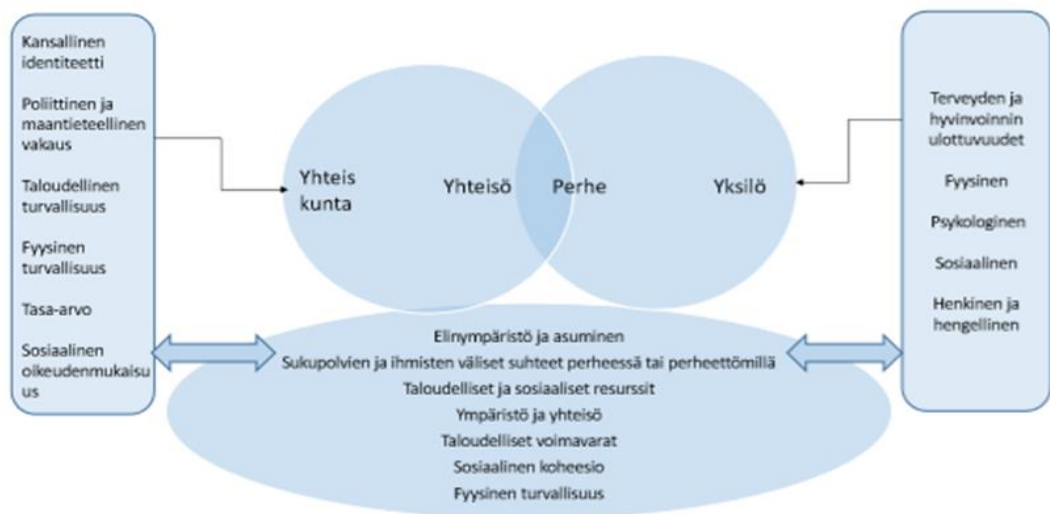 Kansallinen
identiteetti
Poliittinen ja
maantieteellinen
vakaus
Taloudellinen
turvallisuus
Fyysinen
turvallisuus
Tasa-arvo
Sosiaalinen
oikeudenmukaisu
us
Yhteis
kunta
Yhteisö
Perhe
Yksilö
Terveyden ja
hyvinvoinnin
ulottuvuudet
Fyysinen
Psykologinen
Sosiaalinen
Henkinen ja
hengellinen
Elinympäristö ja asuminen
Sukupolvien ja ihmisten väliset suhteet perheessä tai perheettömillä
Taloudelliset ja sosiaaliset resurssit
Ympäristö ja yhteisö
Taloudelliset voimavarat
Sosiaalinen koheesio
Fyysinen turvallisuus